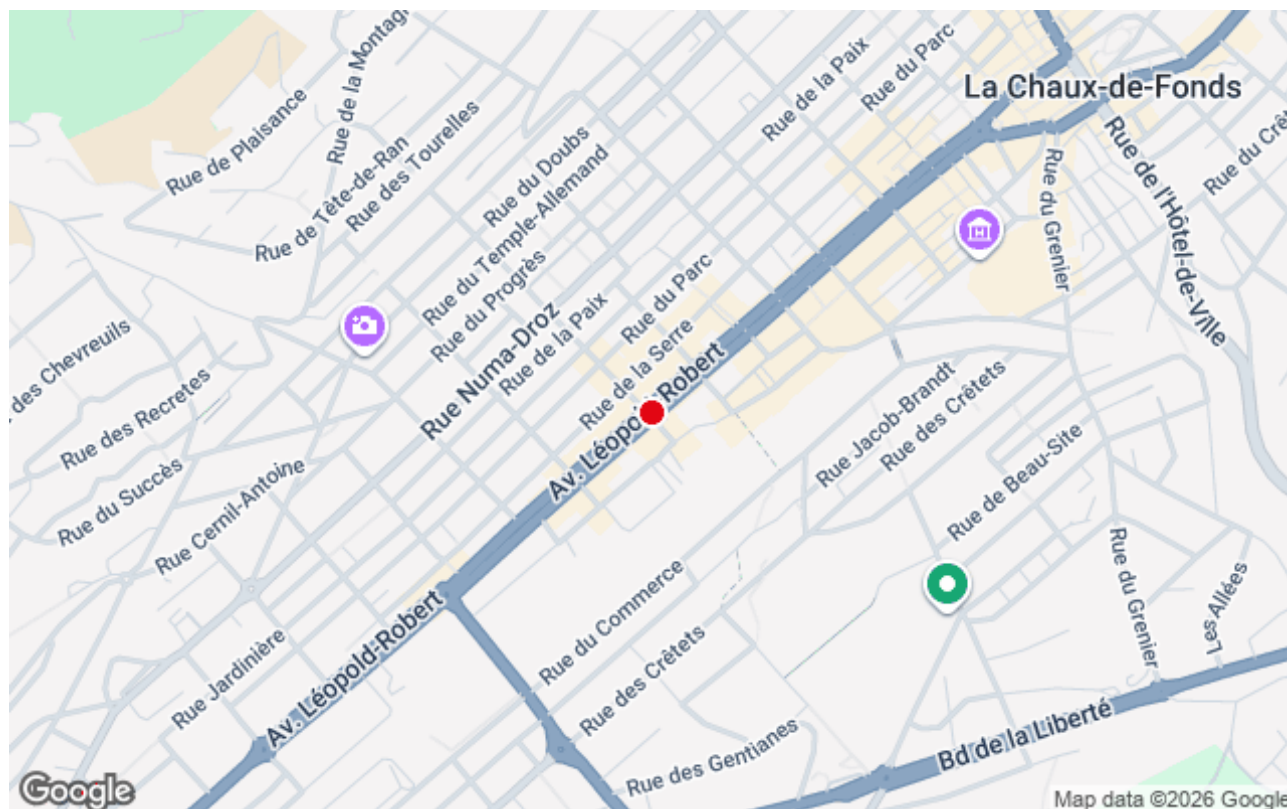 Rue de la Montagn
Rue de Plaisance
Rue de Tête-de-Ran
Rue des Tourelles
Rue du Doubs
Rue du Temple-Allemand
Rue du Progrès
Rue Numa-Droz
Rue de la Paix
Rue du Parc
Rue de la Serre
Rue de la Paix
Rue du Parc
La Chaux-de-Fonds
Rue de l'Hôtel-de-Ville
Rue du Crêt
Rue du Grenier
des Chevreuils
Rue des Recretes
Rue du Succès
Rue Cernil-Antoine
Av. Léopold-Robert
Rue Jacob-Brandt
Rue des Crêtets
Rue de Beau-Site
Rue du Commerce
Rue des Crêtets
Rue du Grenier
Les Allées
Rue Jardinière
Av. Léopold-Robert
Rue des Gentianes
Bd de la Liberté
Google
Map data ©2026 Google